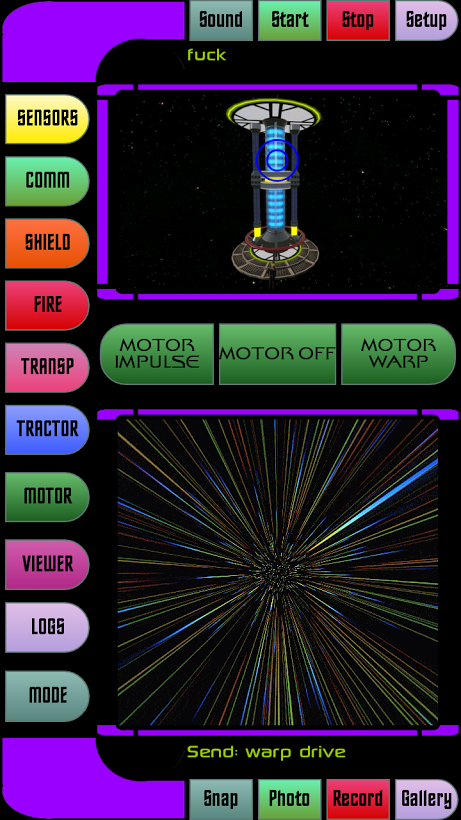 Sound
Start
Stop
Setup
fuck
SENSORS
COMM
SHIELD
FIRE
TRANSP
TRACTOR
MOTOR
VIEWER
LOGS
MODE
MOTOR
IMPULSE
MOTOR OFF
MOTOR
WARP
Send: warp drive
Snap
Photo
Record
Gallery